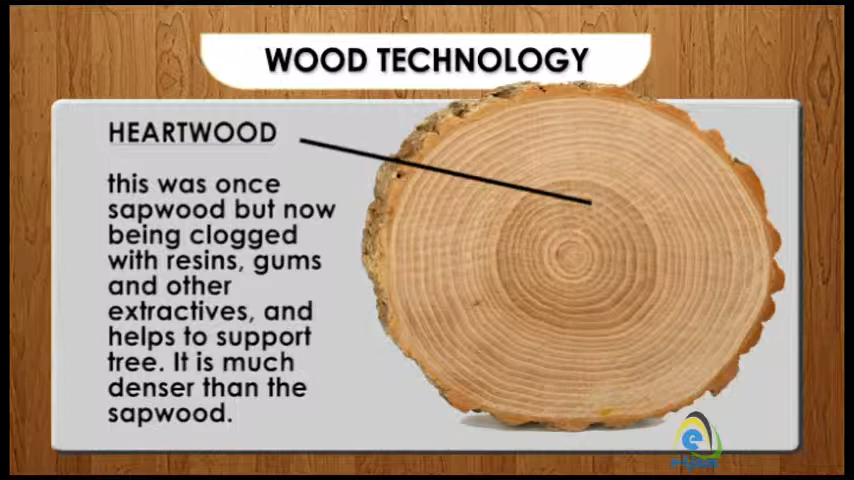 WOOD TECHNOLOGY
HEARTWOOD
this was once
sapwood but now
being clogged
with resins, gums
and other
extractives, and
helps to support
tree. It is much
denser than the
sapwood.